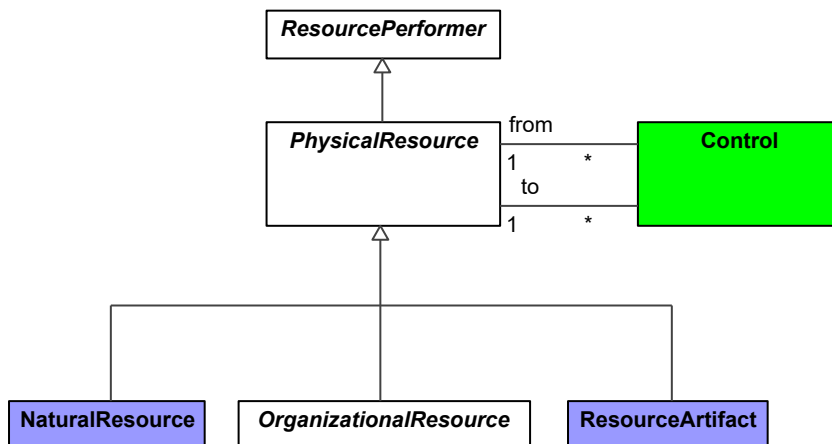 ResourcePerformer
PhysicalResource
from
Control
1 *
to
1 *
NaturalResource
OrganizationalResource
ResourceArtifact